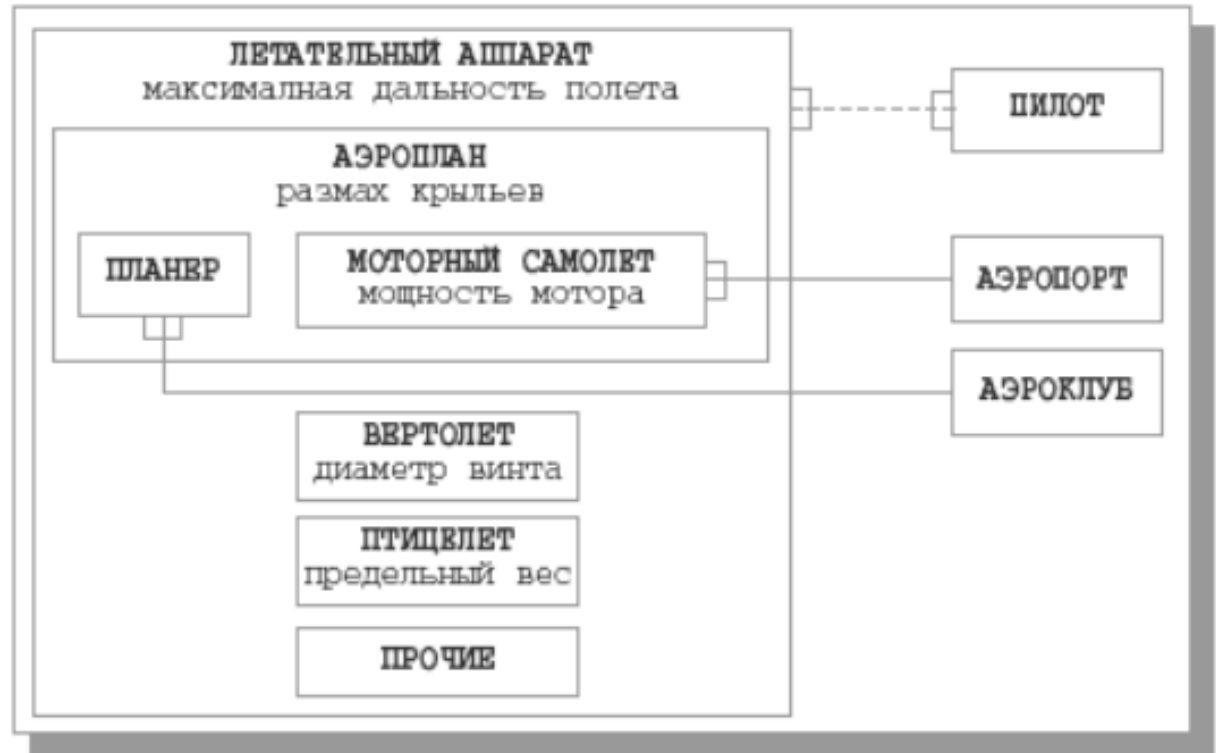 ЛЕТАТЕЛЬНЫЙ АППАРАТ
максималная дальность полета
ПИЛОТ
АЭРОПЛАН
размах крыльев
ПЛАНЕР
МОТОРНЫЙ САМОЛЕТ
мощность мотора
АЭРОПОРТ
АЭРОКЛУБ
ВЕРТОЛЕТ
диаметр винта
ПТИЦЕЛЕТ
предельный вес
ПРОЧИЕ